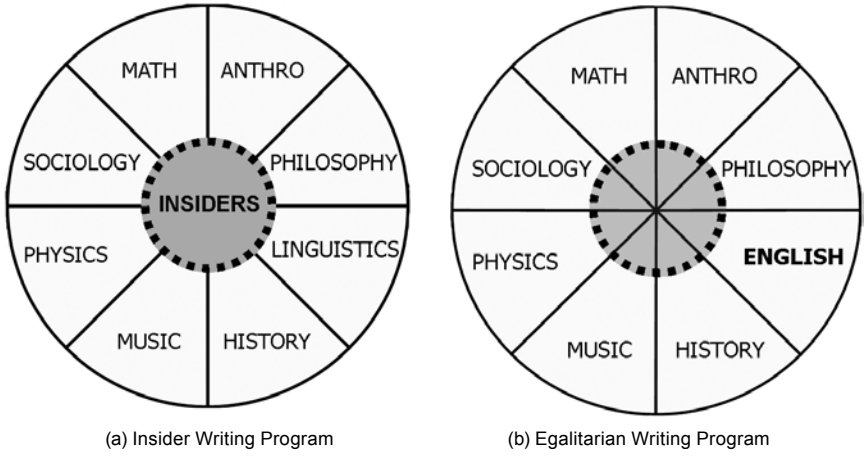 MATH
ANTHRO
SOCIOLOGY
PHILOSOPHY
INSIDERS
PHYSICS
LINGUISTICS
MUSIC
HISTORY
(a) Insider Writing Program
MATH
ANTHRO
SOCIOLOGY
PHILOSOPHY
PHYSICS
ENGLISH
MUSIC
HISTORY
(b) Egalitarian Writing Program